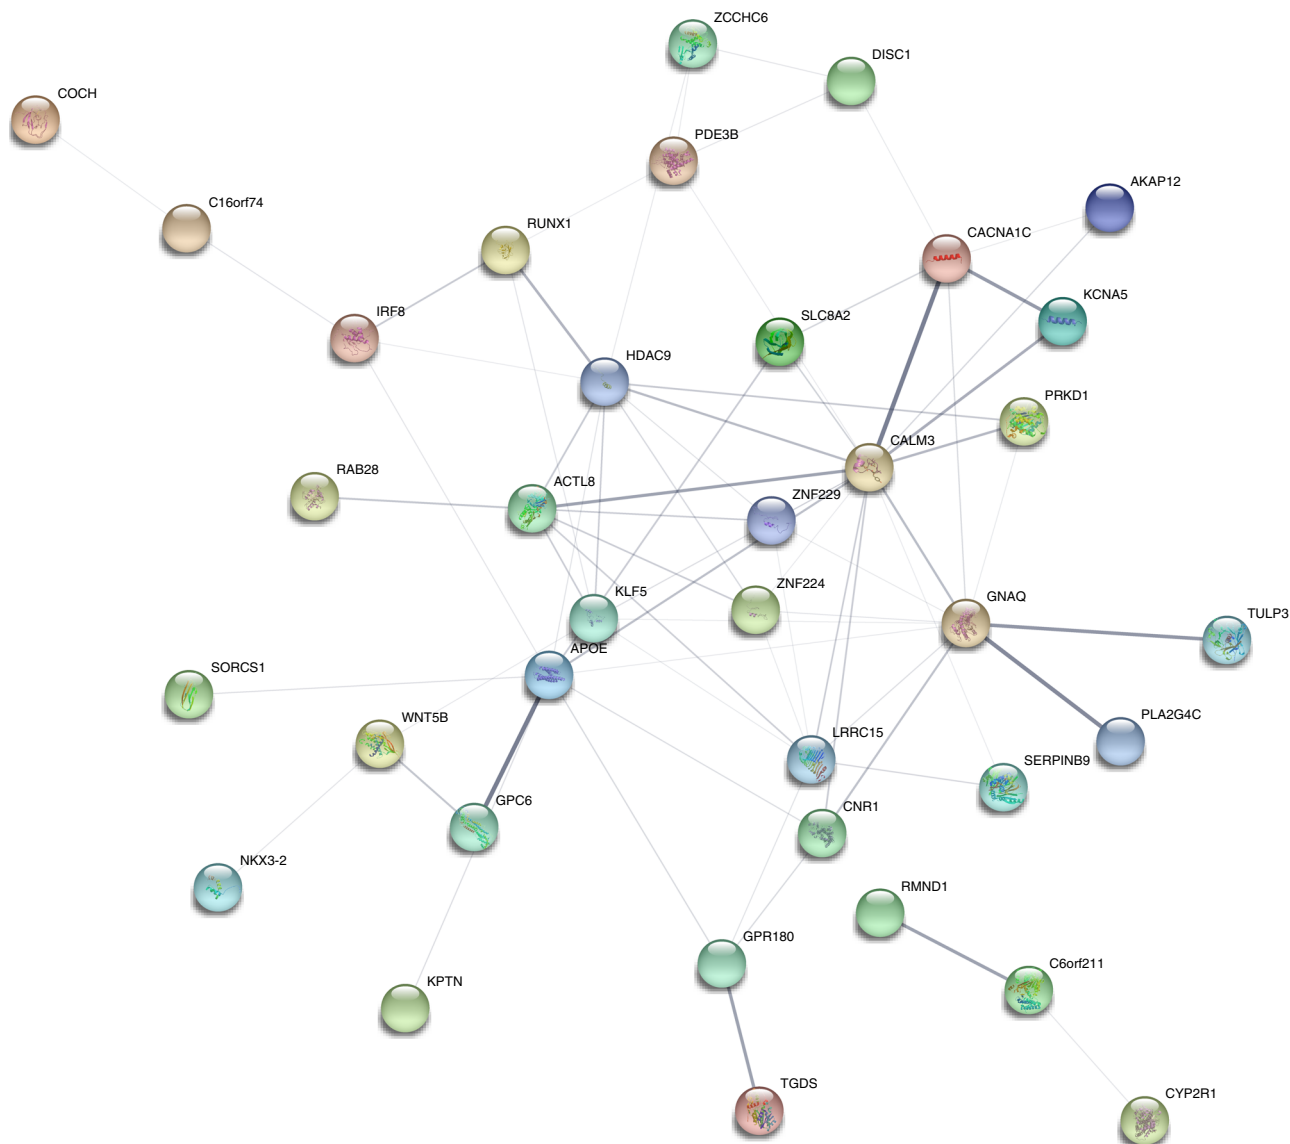 ZCCHC6
DISC1
COCH
PDE3B
AKAP12
C16orf74
RUNX1
CACNA1C
KCNA5
IRF8
SLC8A2
HDAC9
PRKD1
CALM3
RAB28
ACTL8
ZNF229
ZNF224
KLF5
GNAQ
TULP3
APOE
SORCS1
PLA2G4C
WNT5B
LRRC15
SERPINB9
GPC6
CNR1
NKX3-2
RMND1
GPR180
C6orf211
KPTN
TGDS
CYP2R1